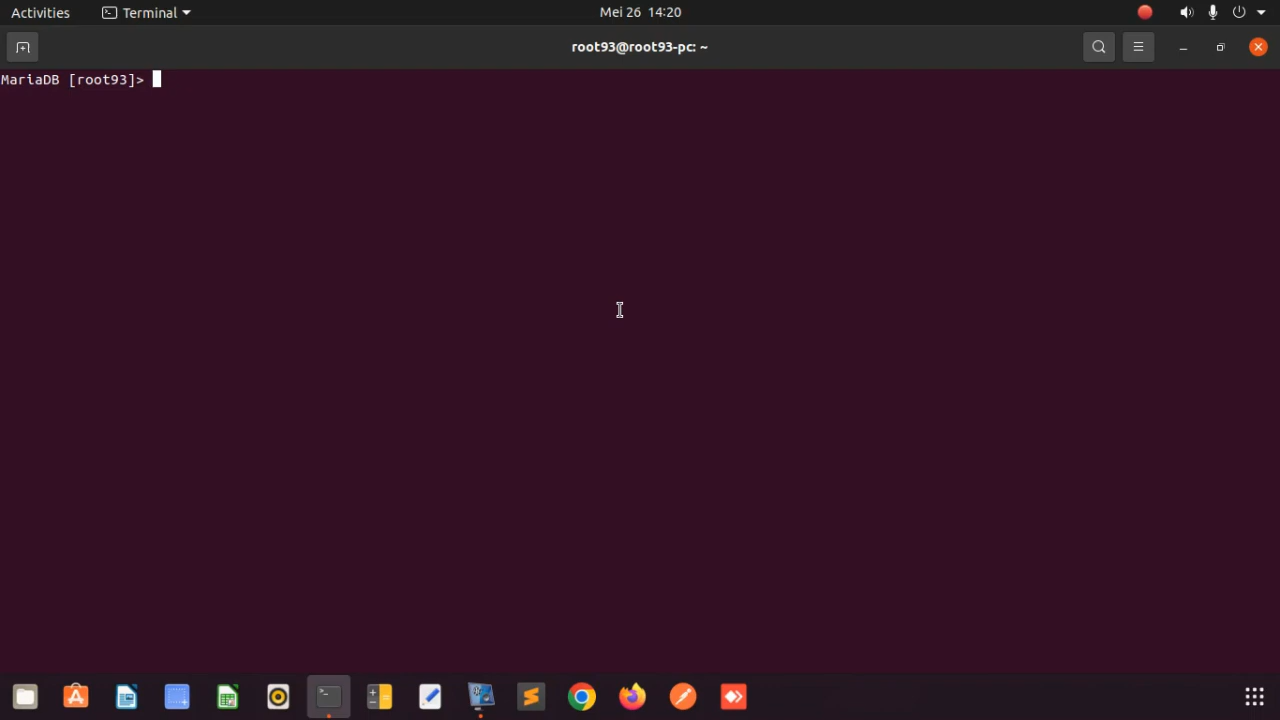 Activities
Terminal
Mei 26 14:20
root93@root93-pc: ~
MariaDB [root93]>